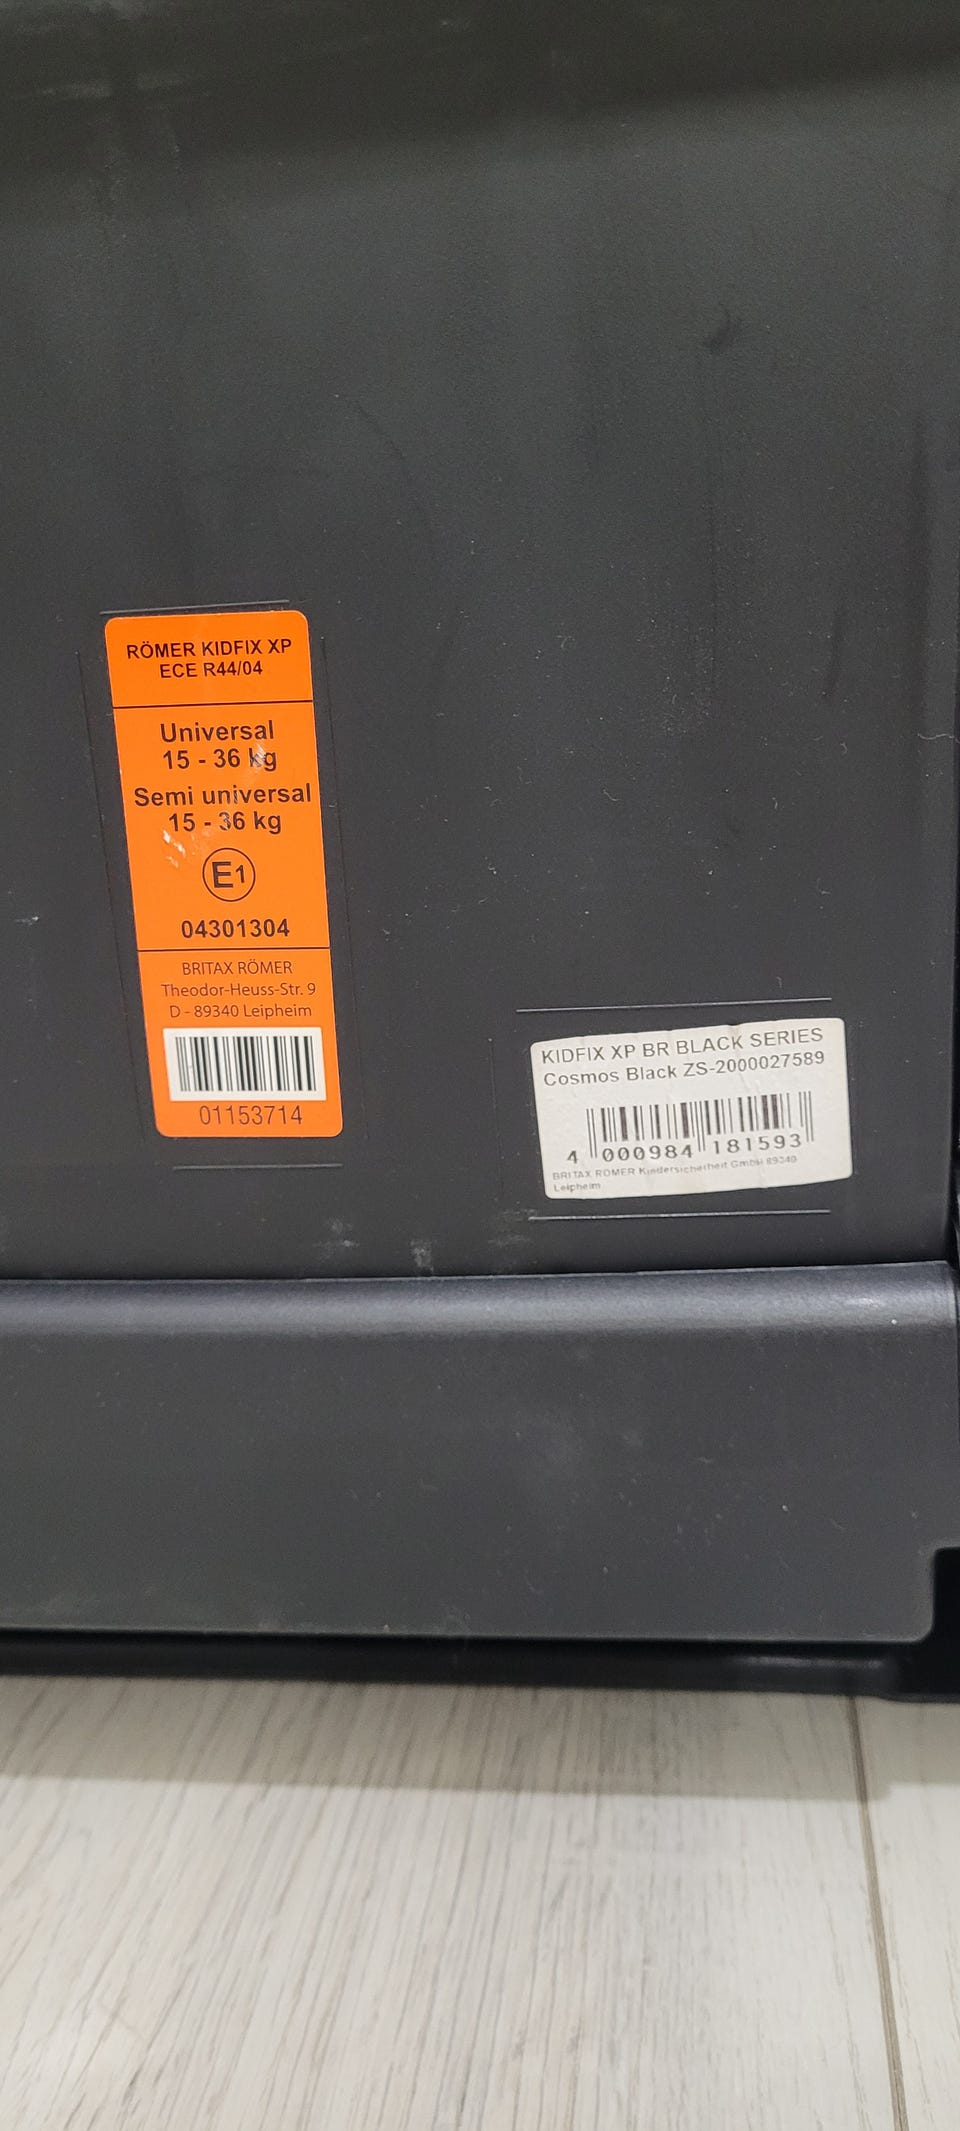 RÖMER KIDFIX XP
ECE R44/04
Universal
15 - 36 kg
Semi universal
15 - 36 kg
E1
04301304
BRITAX RÖMER
Theodor-Heuss-Str. 9
D - 89340 Leipheim
01153714
KIDFIX XP BR BLACK SERIES
Cosmos Black ZS-2000027589
4 000984 181593
BRITAX RÖMER Kindersicherheit GmbH 89340
Leipheim